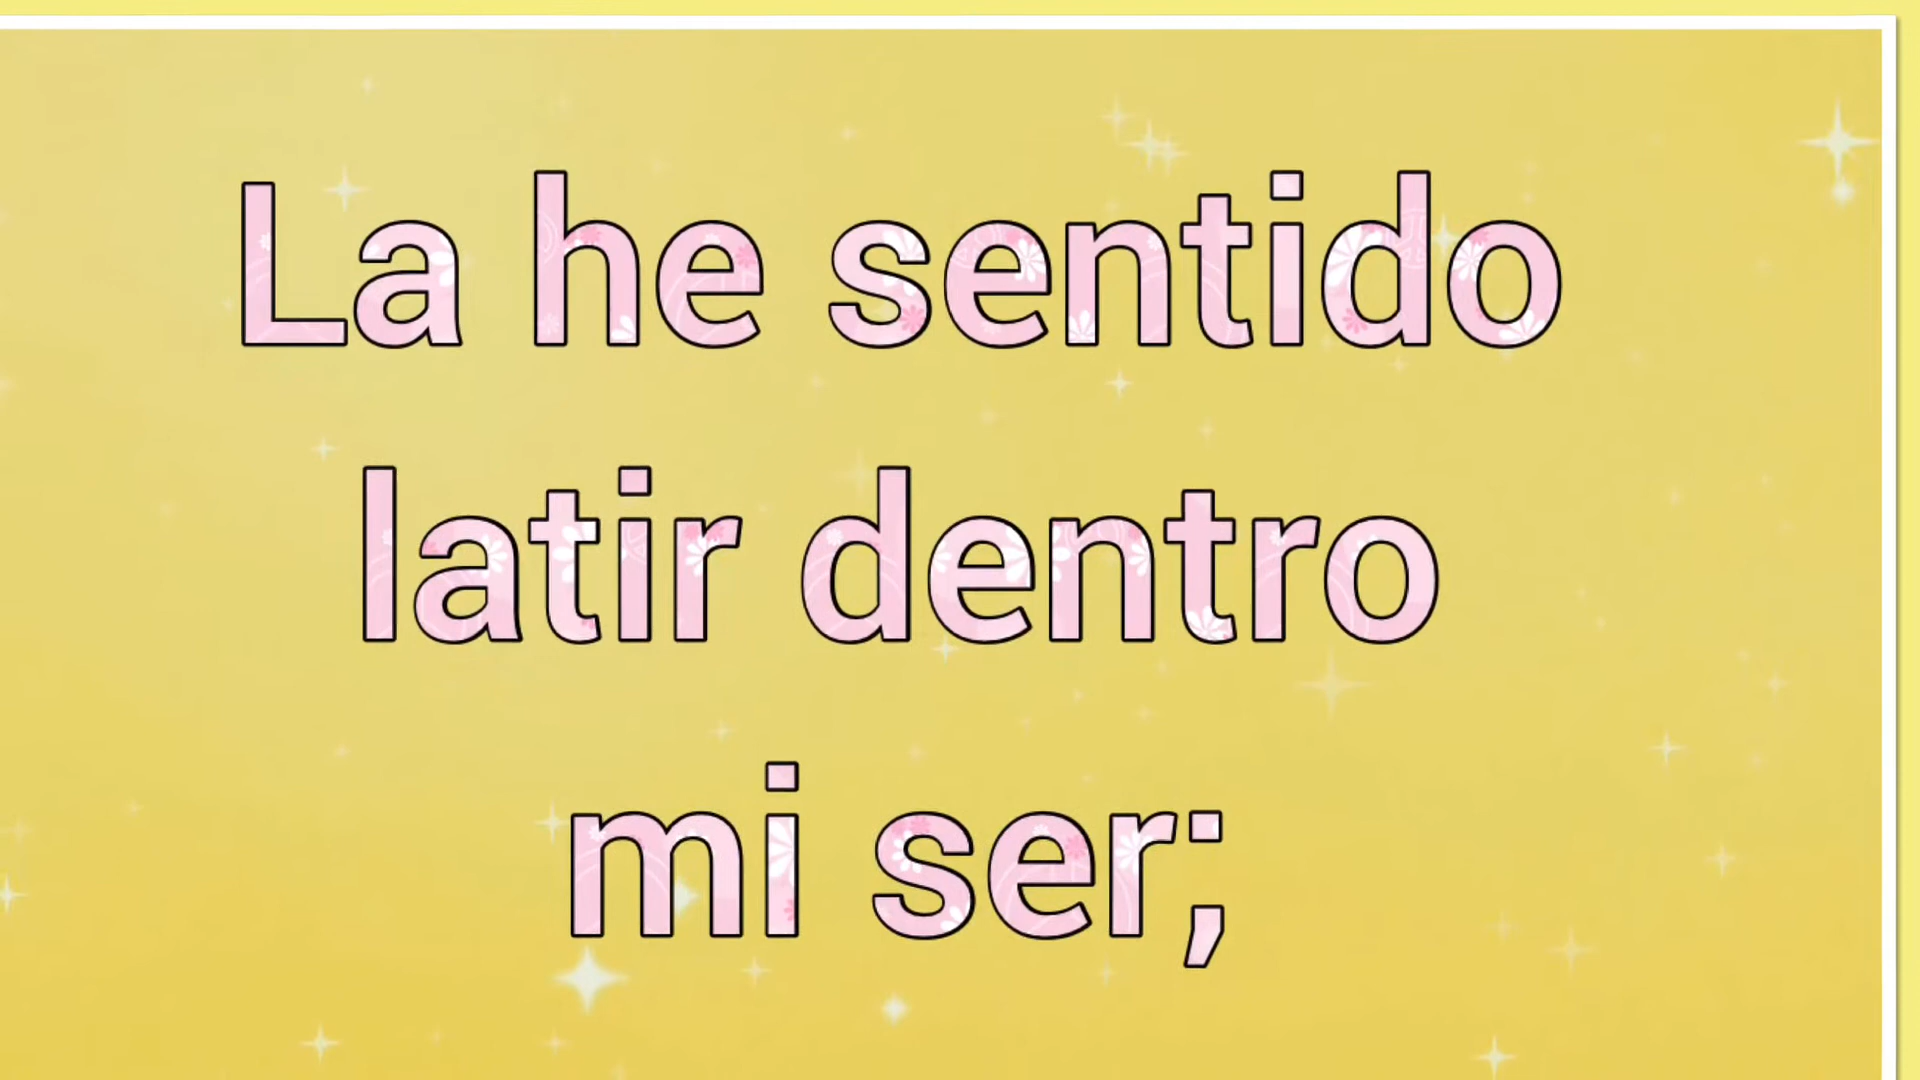 La he sentido
latir dentro
mi ser;